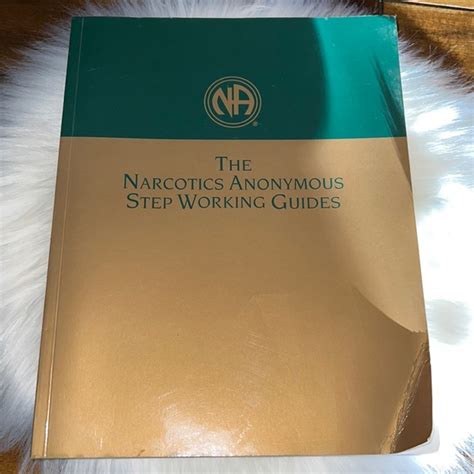 NA
®
THE
NARCOTICS ANONYMOUS
STEP WORKING GUIDES